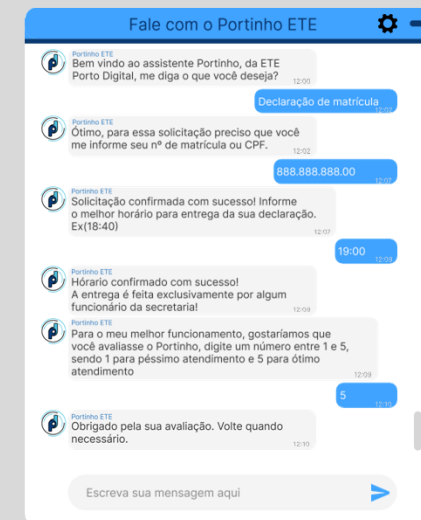 Fale com o Portinho ETE
Portinho ETE
Bem vindo ao assistente Portinho, da ETE
Porto Digital, me diga o que você deseja?
12:00
Declaração de matrícula
12:02
Portinho ETE
Ótimo, para essa solicitação preciso que você
me informe seu nº de matrícula ou CPF.
12:02
888.888.888.00
12:07
Portinho ETE
Solicitação confirmada com sucesso! Informe
o melhor horário para entrega da sua declaração.
Ex(18:40)
12:07
19:00
12:09
Portinho ETE
Hórario confirmado com sucesso!
A entrega é feita exclusivamente por algum
funcionário da secretaria!
12:09
Portinho ETE
Para o meu melhor funcionamento, gostaríamos que
você avaliasse o Portinho, digite um número entre 1 e 5,
sendo 1 para péssimo atendimento e 5 para ótimo
atendimento
12:09
5
12:10
Portinho ETE
Obrigado pela sua avaliação. Volte quando
necessário.
12:10
Escreva sua mensagem aqui